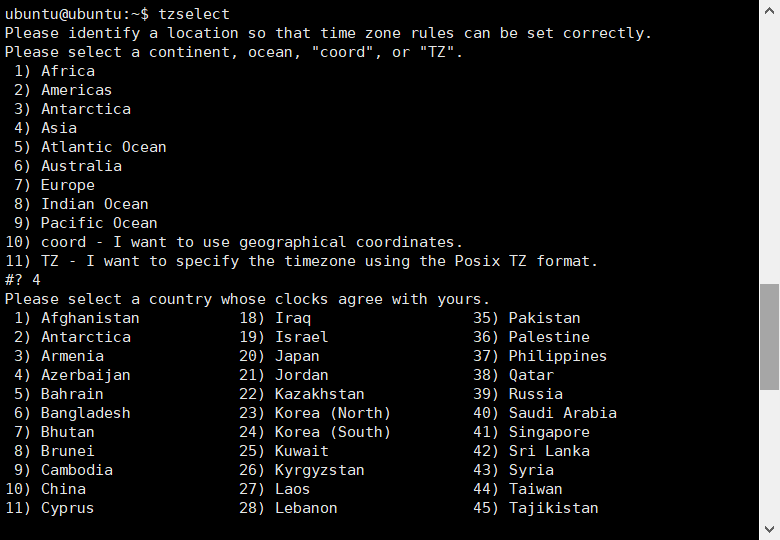 ubuntu@ubuntu:~$ tzselect
Please identify a location so that time zone rules can be set correctly.
Please select a continent, ocean, "coord", or "TZ".
 1) Africa
 2) Americas
 3) Antarctica
 4) Asia
 5) Atlantic Ocean
 6) Australia
 7) Europe
 8) Indian Ocean
 9) Pacific Ocean
10) coord - I want to use geographical coordinates.
11) TZ - I want to specify the timezone using the Posix TZ format.
#? 4
Please select a country whose clocks agree with yours.
 1) Afghanistan           18) Iraq                  35) Pakistan
 2) Antarctica            19) Israel                36) Palestine
 3) Armenia               20) Japan                 37) Philippines
 4) Azerbaijan            21) Jordan                38) Qatar
 5) Bahrain               22) Kazakhstan            39) Russia
 6) Bangladesh            23) Korea (North)         40) Saudi Arabia
 7) Bhutan                24) Korea (South)         41) Singapore
 8) Brunei                25) Kuwait                42) Sri Lanka
 9) Cambodia              26) Kyrgyzstan            43) Syria
10) China                 27) Laos                  44) Taiwan
11) Cyprus                28) Lebanon               45) Tajikistan